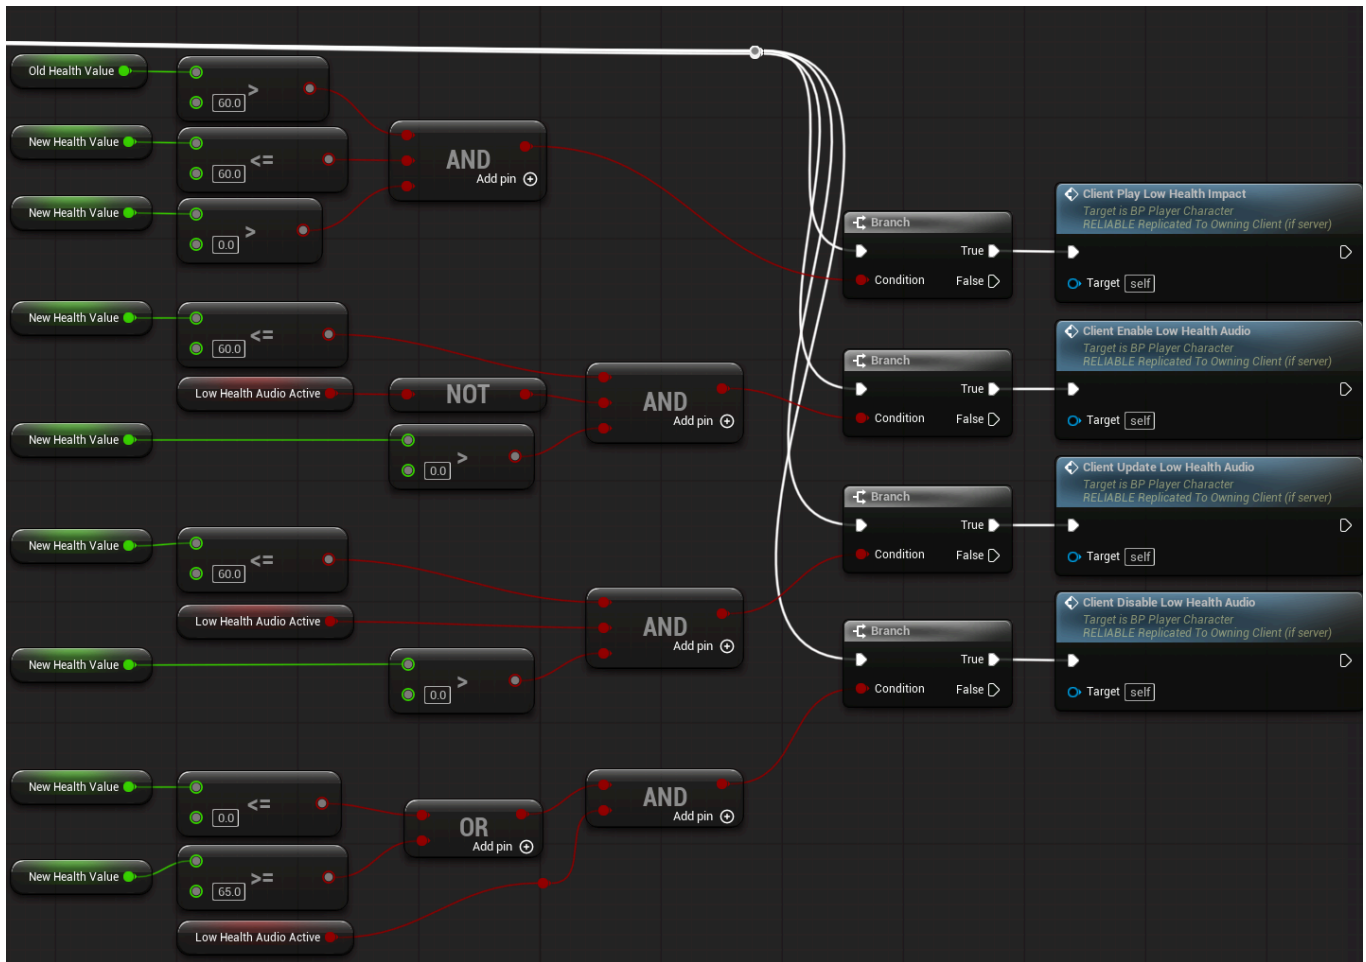 Old Health Value
>
60.0
New Health Value
<=
60.0
AND
Add pin
New Health Value
>
0.0
Client Play Low Health Impact
Target is BP Player Character
RELIABLE Replicated To Owning Client (if server)
Branch
True
Condition
False
Target self
New Health Value
<=
60.0
Low Health Audio Active
NOT
AND
Add pin
New Health Value
>
0.0
Client Enable Low Health Audio
Target is BP Player Character
RELIABLE Replicated To Owning Client (if server)
Branch
True
Condition
False
Target self
New Health Value
<=
60.0
Low Health Audio Active
AND
Add pin
New Health Value
>
0.0
Client Update Low Health Audio
Target is BP Player Character
RELIABLE Replicated To Owning Client (if server)
Branch
True
Condition
False
Target self
Client Disable Low Health Audio
Target is BP Player Character
RELIABLE Replicated To Owning Client (if server)
Branch
True
Condition
False
Target self
New Health Value
<=
0.0
OR
Add pin
AND
Add pin
New Health Value
>=
65.0
Low Health Audio Active